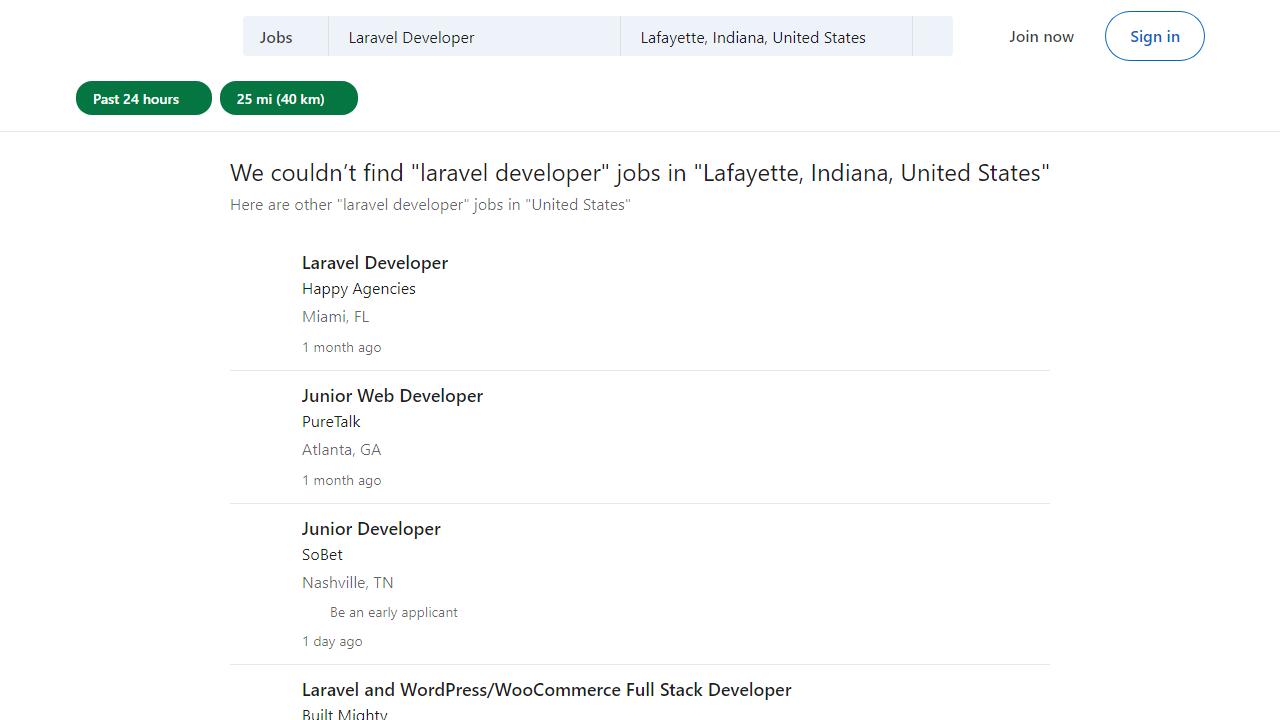 Jobs Laravel Developer Lafayette, Indiana, United States Join now Sign in
Past 24 hours 25 mi (40 km)
We couldn’t find "laravel developer" jobs in "Lafayette, Indiana, United States"
Here are other "laravel developer" jobs in "United States"
Laravel Developer
Happy Agencies
Miami, FL
1 month ago
Junior Web Developer
PureTalk
Atlanta, GA
1 month ago
Junior Developer
SoBet
Nashville, TN
Be an early applicant
1 day ago
Laravel and WordPress/WooCommerce Full Stack Developer
Built Mighty